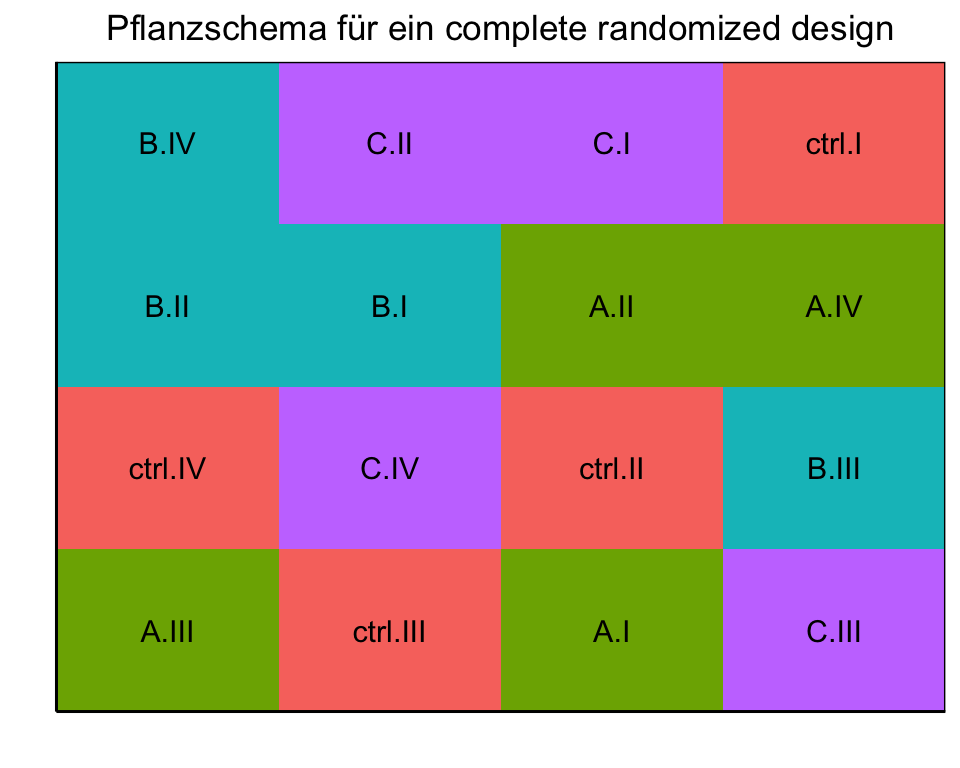 Pflanzschema für ein complete randomized design
B.IV C.II C.I ctrl.I
B.II B.I A.II A.IV
ctrl.IV C.IV ctrl.II B.III
A.III ctrl.III A.I C.III